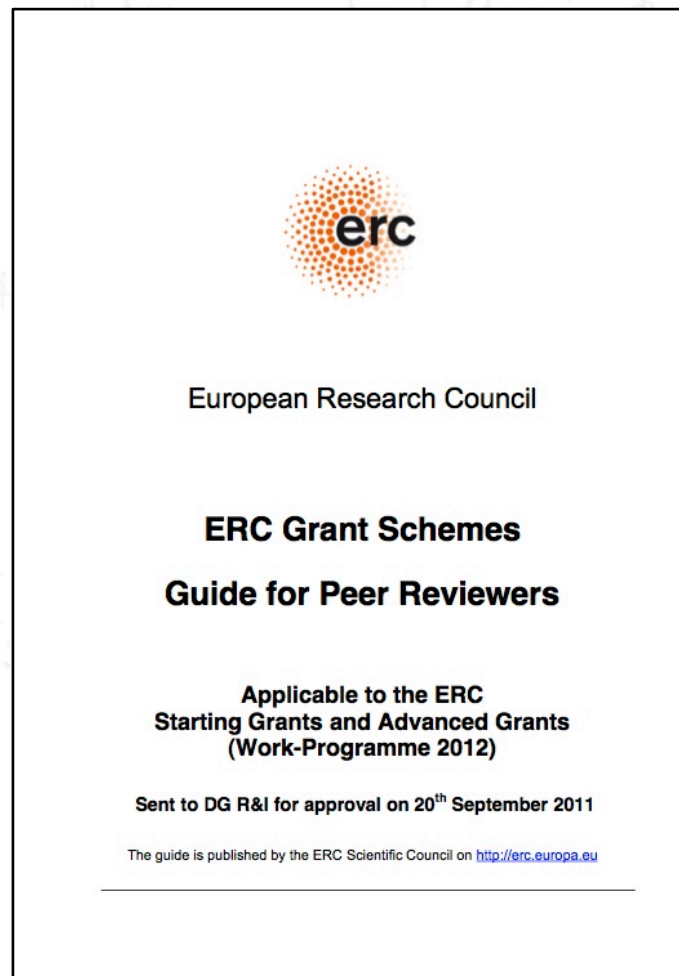 erc
European Research Council
ERC Grant Schemes
Guide for Peer Reviewers
Applicable to the ERC
Starting Grants and Advanced Grants
(Work-Programme 2012)
Sent to DG R&I for approval on 20th September 2011
The guide is published by the ERC Scientific Council on http://erc.europa.eu